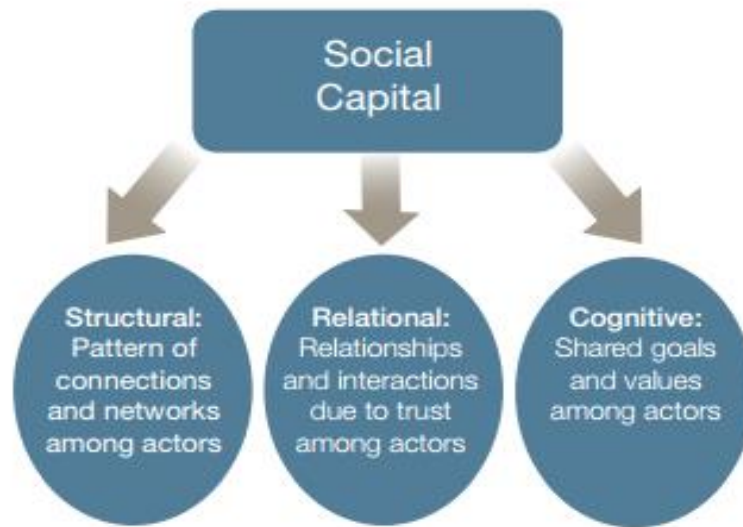 Social
Capital
Structural:
Pattern of
connections
and networks
among actors
Relational:
Relationships
and interactions
due to trust
among actors
Cognitive:
Shared goals
and values
among actors